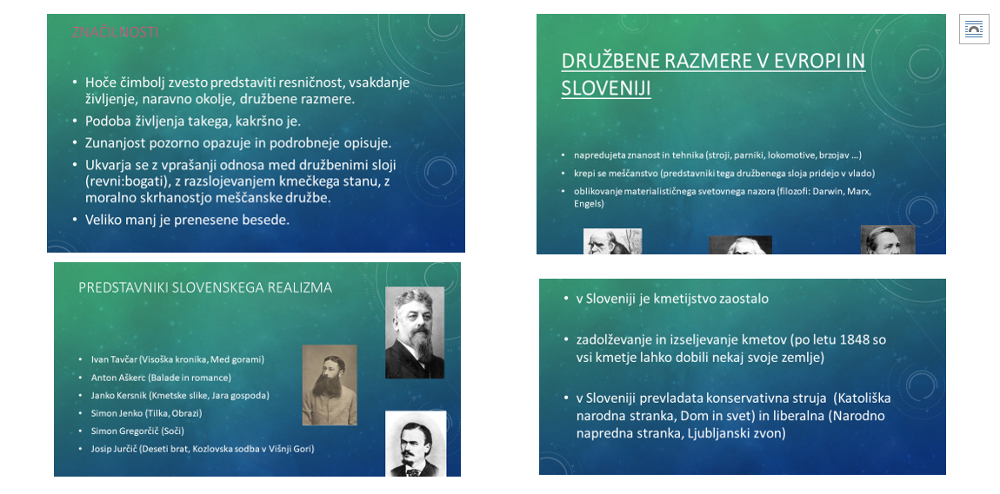 ZNAČILNOSTI
• Hoče čimbolj zvesto predstaviti resničnost, vsakdanje
življenje, naravno okolje, družbene razmere.
• Podoba življenja takega, kakršno je.
• Zunanjost pozorno opazuje in podrobneje opisuje.
• Ukvarja se z vprašanji odnosa med družbenimi sloji
(revni:bogati), z razslojevanjem kmečkega stanu, z
moralno skrhanostjo meščanske družbe.
• Veliko manj je prenesene besede.
DRUŽBENE RAZMERE V EVROPI IN
SLOVENIJI
• napredujeta znanost in tehnika (stroji, parniki, lokomotive, brzojav …)
• krepi se meščanstvo (predstavniki tega družbenega sloja pridejo v vlado)
• oblikovanje materialističnega svetovnega nazora (filozofi: Darwin, Marx,
Engels)
PREDSTAVNIKI SLOVENSKEGA REALIZMA
• Ivan Tavčar (Visoška kronika, Med gorami)
• Anton Aškerc (Balade in romance)
• Janko Kersnik (Kmetske slike, Jara gospoda)
• Simon Jenko (Tilka, Obrazi)
• Simon Gregorčič (Soči)
• Josip Jurčič (Deseti brat, Kozlovska sodba v Višnji Gori)
• v Sloveniji je kmetijstvo zaostalo
• zadolževanje in izseljevanje kmetov (po letu 1848 so
vsi kmetje lahko dobili nekaj svoje zemlje)
• v Sloveniji prevladata konservativna struja (Katoliška
narodna stranka, Dom in svet) in liberalna (Narodno
napredna stranka, Ljubljanski zvon)